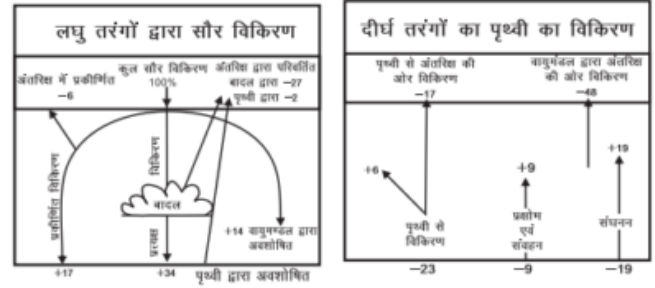 लघु तरंगों द्वारा सौर विकिरण
अंतरिक्ष में प्रकीर्णित
–6
कुल सौर विकिरण
100%
अंतरिक्ष द्वारा परिवर्तित
बादल द्वारा –27
पृथ्वी द्वारा –2
प्रकीर्णित विकिरण
विकिरण
बादल
प्रत्यक्ष
+14 वायुमण्डल द्वारा
अवशोषित
+17
+34
पृथ्वी द्वारा अवशोषित
दीर्घ तरंगों का पृथ्वी का विकिरण
पृथ्वी से अंतरिक्ष की
ओर विकिरण
–17
वायुमंडल द्वारा अंतरिक्ष
की ओर विकिरण
–48
+6
+9
+19
पृथ्वी से
विकिरण
प्रक्षोम
एवं
संवहन
संघनन
–23
–9
–19